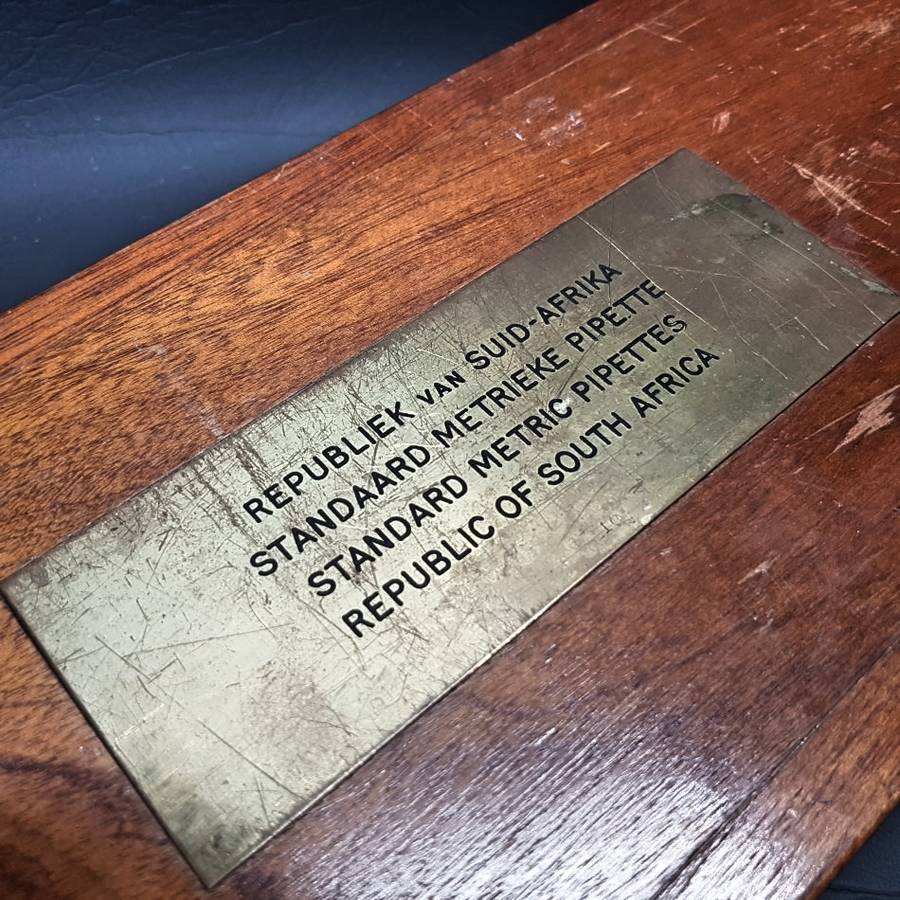 REPUBLIEK VAN SUID-AFRIKA
STANDAARD METRIEKE PIPETTE
STANDARD METRIC PIPETTES
REPUBLIC OF SOUTH AFRICA